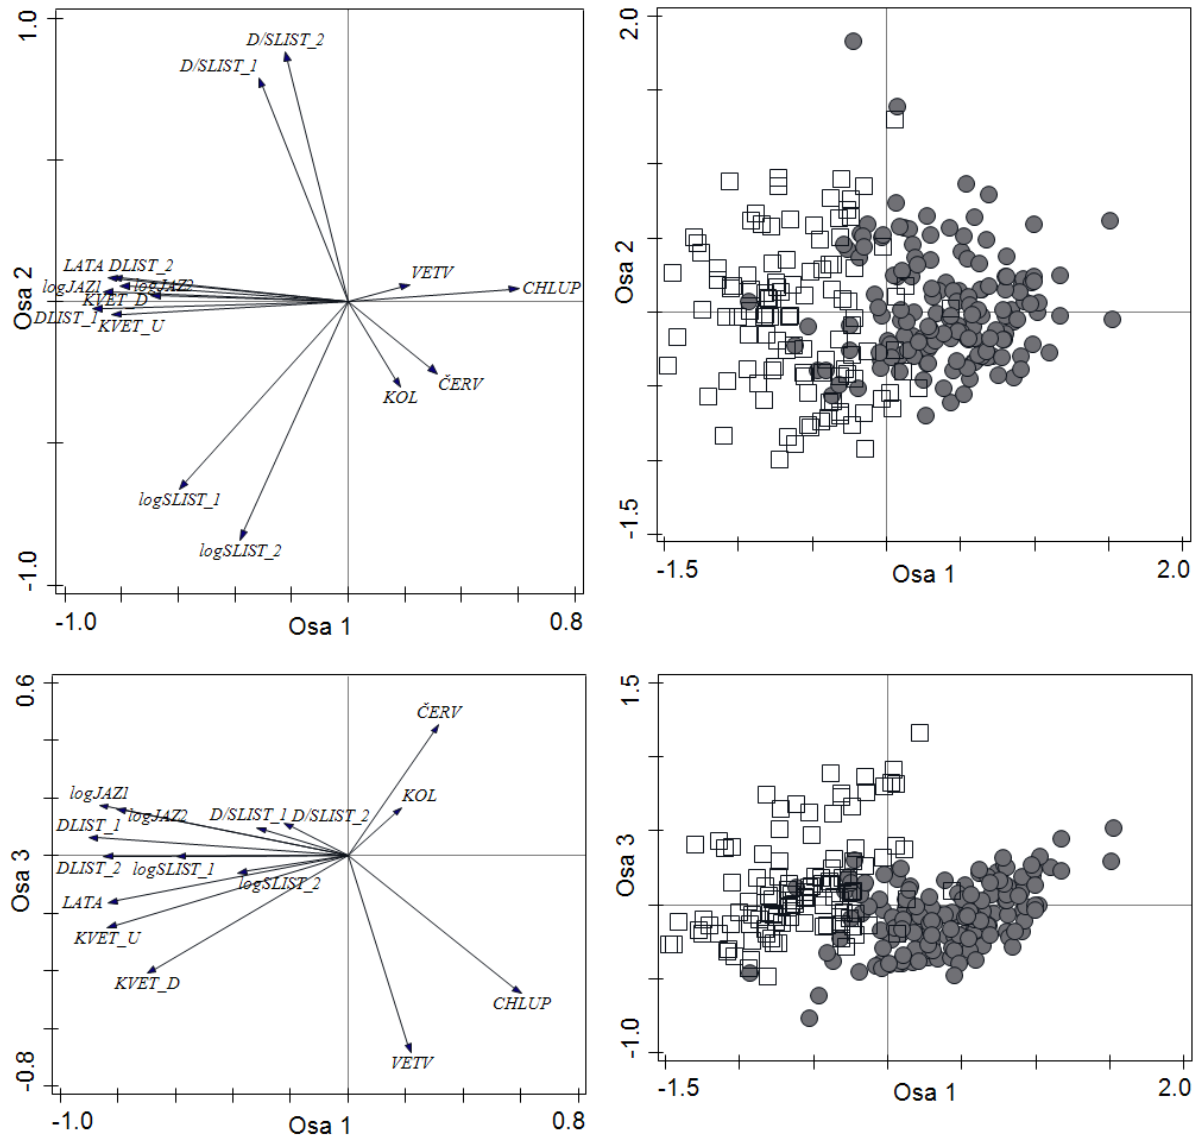 1.0
D/SLIST_2
D/SLIST_1
Osa 2
LATA DLIST_2
logJAZ1
logJAZ2
KVET_D
DLIST_1
KVET_U
VETV
CHLUP
ČERV
KOL
logSLIST_1
logSLIST_2
-1.0
-1.0
Osa 1
0.8
2.0
Osa 2
-1.5
-1.5
Osa 1
2.0
0.6
ČERV
logJAZ1
logJAZ2
D/SLIST_1
D/SLIST_2
KOL
DLIST_1
Osa 3
DLIST_2
logSLIST_1
logSLIST_2
LATA
KVET_U
KVET_D
CHLUP
VETV
-0.8
-1.0
Osa 1
0.8
1.5
Osa 3
-1.0
-1.5
Osa 1
2.0